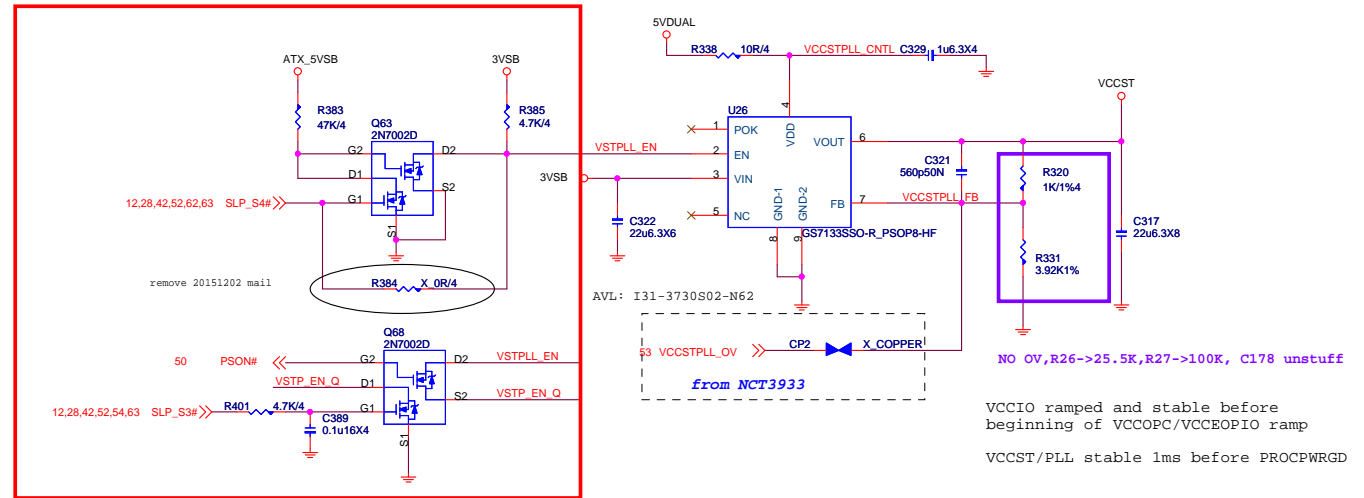 5VDUAL
R338 10R/4 VCCSTPLL_CNTL C329 1u6.3X4
ATX_5VSB 3VSB VCCST
R383
47K/4
Q63
2N7002D
R385
4.7K/4
U26
4
VDD
1 POK
VOUT 6
G2 D2 VSTPLL_EN 2 EN
D1 3VSB 3 VIN
S2
C321
560p50N
R320
1K/1%4
12,28,42,52,62,63 SLP_S4# G1
FB 7 VCCSTPLL_FB
S1
5 NC
GND-1
GND-2
8
9
GS7133SSO-R_PSOP8-HF
C322
22u6.3X6
C317
22u6.3X8
R331
3.92K1%
remove 20151202 mail
R384 X_0R/4
AVL: I31-3730S02-N62
Q68
2N7002D
50 PSON# G2 D2 VSTPLL_EN
53 VCCSTPLL_OV CP2 X_COPPER
from NCT3933
NO OV,R26->25.5K,R27->100K, C178 unstuff
VSTP_EN_Q D1
S2 VSTP_EN_Q
12,28,42,52,54,63 SLP_S3# R401 4.7K/4 G1
C389
0.1u16X4
S1
VCCIO ramped and stable before
beginning of VCCOPC/VCCEOPIO ramp
VCCST/PLL stable 1ms before PROCPWRGD